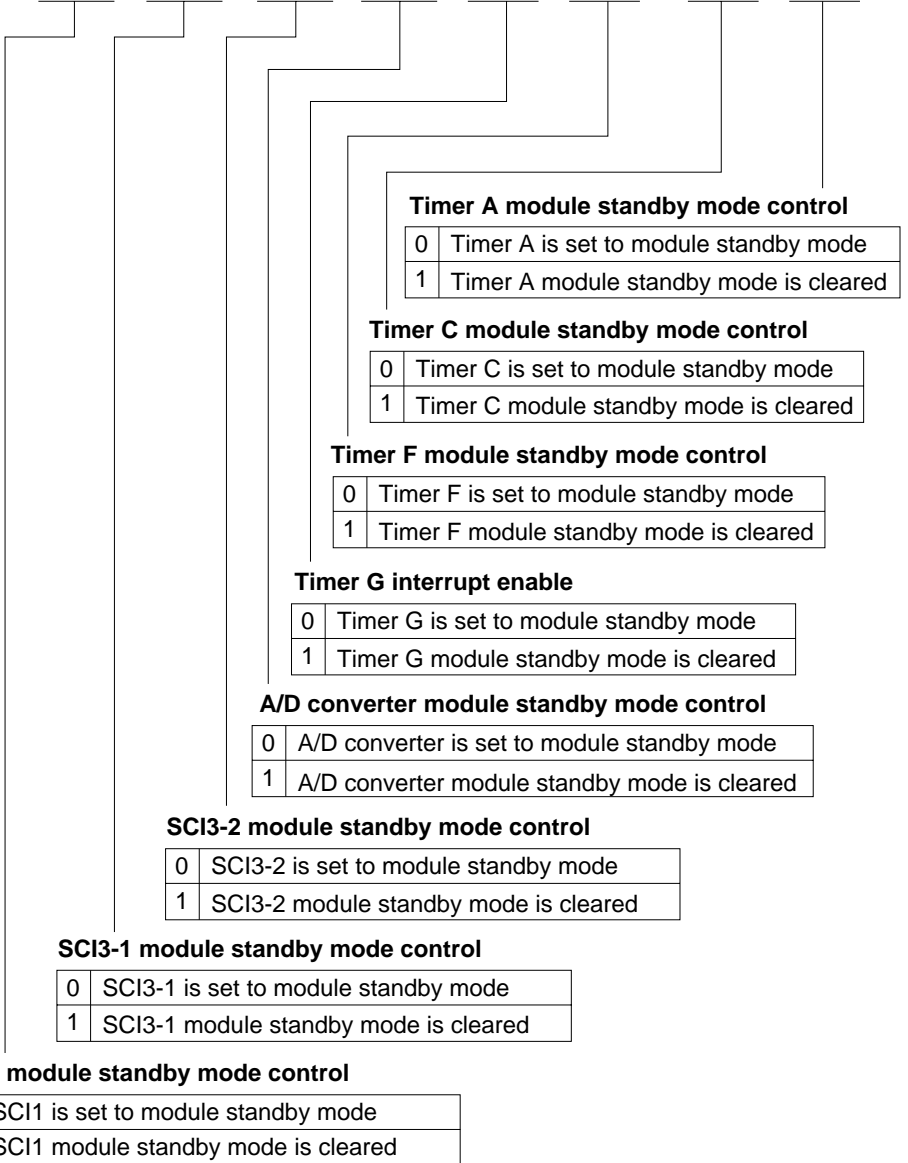 Timer A module standby mode control
0 Timer A is set to module standby mode
1 Timer A module standby mode is cleared
Timer C module standby mode control
0 Timer C is set to module standby mode
1 Timer C module standby mode is cleared
Timer F module standby mode control
0 Timer F is set to module standby mode
1 Timer F module standby mode is cleared
Timer G interrupt enable
0 Timer G is set to module standby mode
1 Timer G module standby mode is cleared
A/D converter module standby mode control
0 A/D converter is set to module standby mode
1 A/D converter module standby mode is cleared
SCI3-2 module standby mode control
0 SCI3-2 is set to module standby mode
1 SCI3-2 module standby mode is cleared
SCI3-1 module standby mode control
0 SCI3-1 is set to module standby mode
1 SCI3-1 module standby mode is cleared
module standby mode control
SCI1 is set to module standby mode
SCI1 module standby mode is cleared